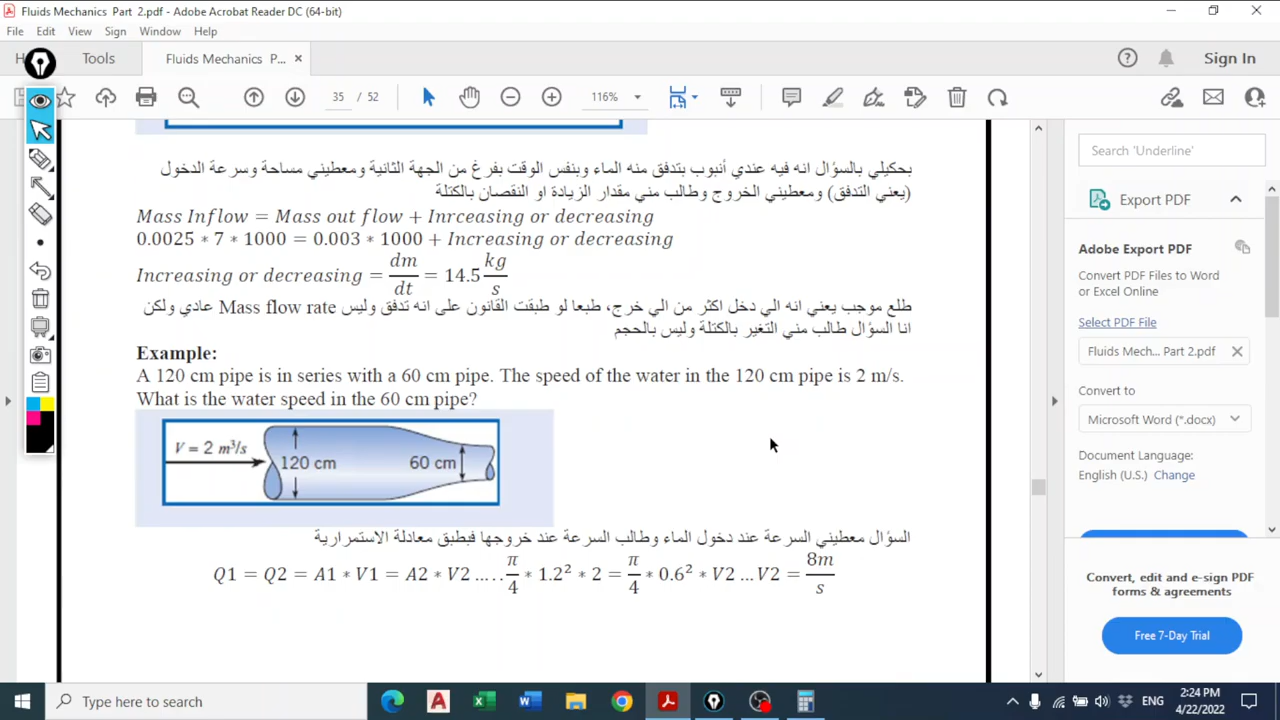 Fluids Mechanics Part 2.pdf - Adobe Acrobat Reader DC (64-bit)
File Edit View Sign Window Help
Tools
Fluids Mechanics P... ×
Sign In
35 / 52
116%
بحكيلي بالسؤال انه فيه عندي أنبوب بتدفق منه الماء وبنفس الوقت بفرغ من الجهة الثانية ومعطيني مساحة وسرعة الدخول
(يعني التدفق) ومعطيني الخروج وطالب مني مقدار الزيادة او النقصان بالكتلة
Mass Inflow = Mass out flow + Inrceasing or decreasing
0.0025 * 7 * 1000 = 0.003 * 1000 + Increasing or decreasing
Increasing or decreasing = dm/dt = 14.5 kg/s
طلع موجب يعني انه الي دخل اكثر من الي خرج، طبعا لو طبقت القانون على انه تدفق وليس Mass flow rate عادي ولكن
انا السؤال طالب مني التغير بالكتلة وليس بالحجم
Example:
A 120 cm pipe is in series with a 60 cm pipe. The speed of the water in the 120 cm pipe is 2 m/s.
What is the water speed in the 60 cm pipe?
V = 2 m³/s
120 cm
60 cm
السؤال معطيني السرعة عند دخول الماء وطالب السرعة عند خروجها فبطبق معادلة الاستمرارية
Q1 = Q2 = A1 * V1 = A2 * V2 ..... π/4 * 1.2² * 2 = π/4 * 0.6² * V2 ... V2 = 8m/s
Search 'Underline'
Export PDF
Adobe Export PDF
Convert PDF Files to Word
or Excel Online
Select PDF File
Fluids Mech... Part 2.pdf
Convert to
Microsoft Word (*.docx)
Document Language:
English (U.S.) Change
Convert, edit and e-sign PDF
forms & agreements
Free 7-Day Trial
Type here to search
ENG
2:24 PM
4/22/2022